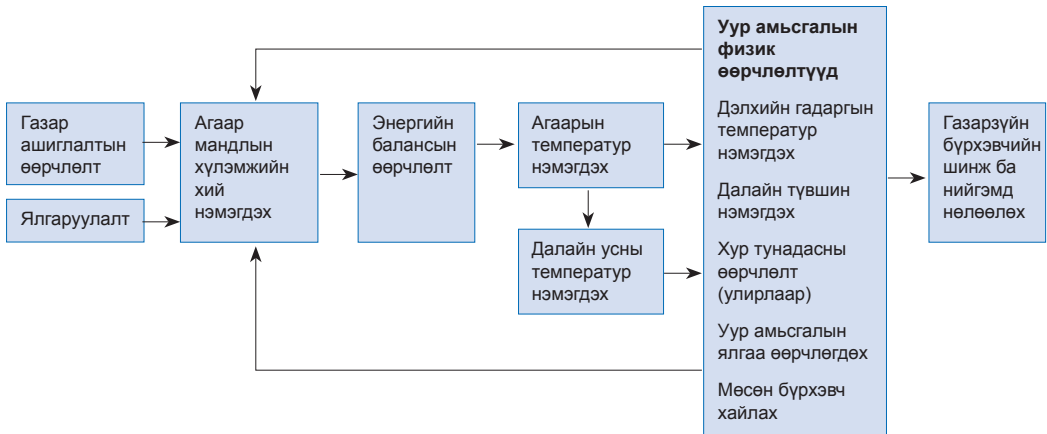 Газар
ашиглалтын
өөрчлөлт
Ялгаруулалт
Агаар
мандлын
хүлэмжийн
хий
нэмэгдэх
Энергийн
балансын
өөрчлөлт
Агаарын
температур
нэмэгдэх
Далайн усны
температур
нэмэгдэх
Уур амьсгалын
физик
өөрчлөлтүүд
Дэлхийн гадаргын
температур
нэмэгдэх
Далайн түвшин
нэмэгдэх
Хур тунадасны
өөрчлөлт
(улирлаар)
Уур амьсгалын
ялгаа өөрчлөгдөх
Мөсөн бүрхэвч
хайлах
Газарзүйн
бүрхэвчийн
шинж ба
нийгэмд
нөлөөлөх